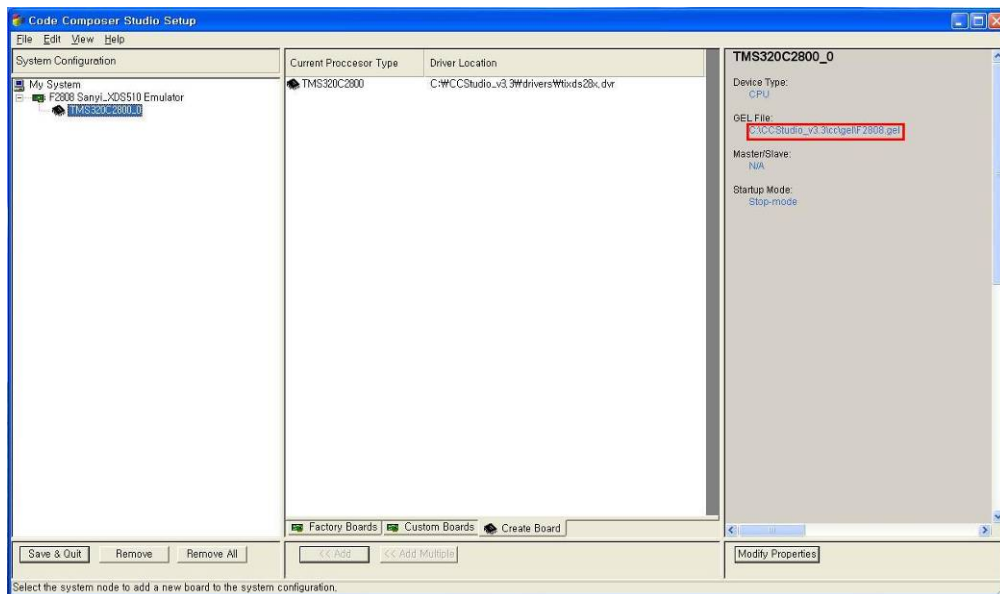 Code Composer Studio Setup
File Edit View Help
System Configuration
My System
F2808 Sanyi_XDS510 Emulator
TMS320C2800_0
Current Proccesor Type Driver Location
TMS320C2800 C:₩CCStudio_v3.3₩drivers₩tixds28x.dvr
Factory Boards Custom Boards Create Board
TMS320C2800_0
Device Type:
CPU
GEL File:
C:\CCStudio_v3.3\cc\gel\F2808.gel
Master/Slave:
N/A
Startup Mode:
Stop-mode
Save & Quit Remove Remove All << Add << Add Multiple Modify Properties
Select the system node to add a new board to the system configuration.